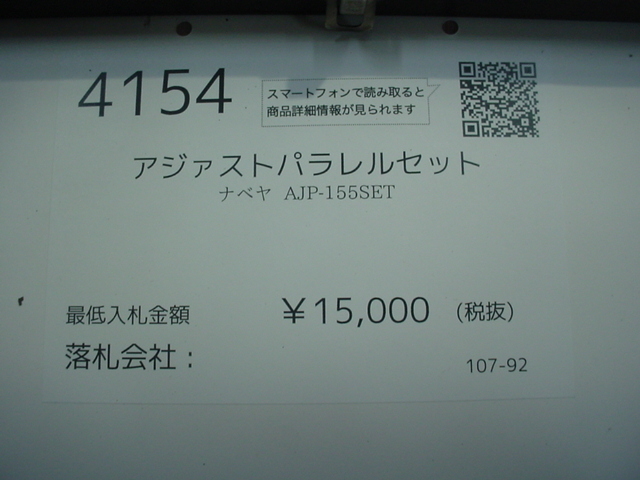 4154
スマートフォンで読み取ると
商品詳細情報が見られます
アジァストパラレルセット
ナベヤ AJP-155SET
最低入札金額 ￥15,000 (税抜)
落札会社：
107-92